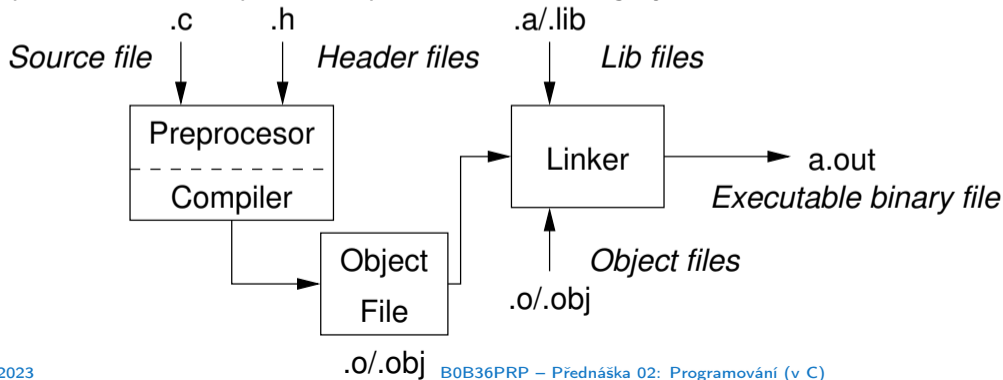 .c .h .a/.lib
Source file Header files Lib files
Preprocesor
Compiler
Linker
a.out
Executable binary file
Object
File
Object files
.o/.obj
.o/.obj
2023 B0B36PRP – Přednáška 02: Programování (v C)